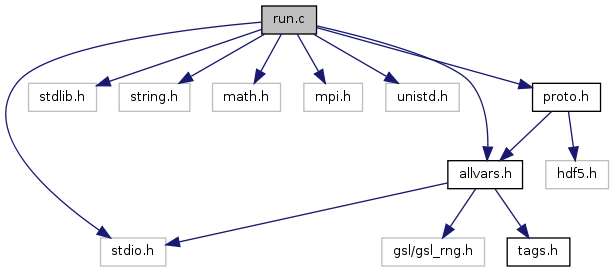 run.c
stdlib.h
string.h
math.h
mpi.h
unistd.h
proto.h
allvars.h
hdf5.h
stdio.h
gsl/gsl_rng.h
tags.h